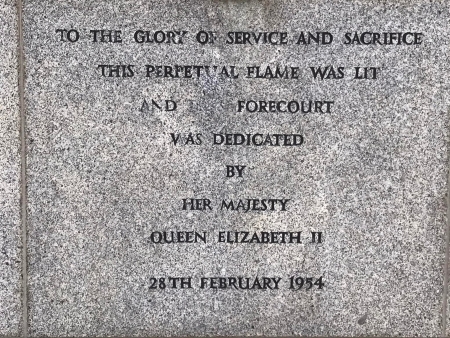 TO THE GLORY OF SERVICE AND SACRIFICE
THIS PERPETUAL FLAME WAS LIT
AND FORECOURT
WAS DEDICATED
BY
HER MAJESTY
QUEEN ELIZABETH II
28TH FEBRUARY 1954